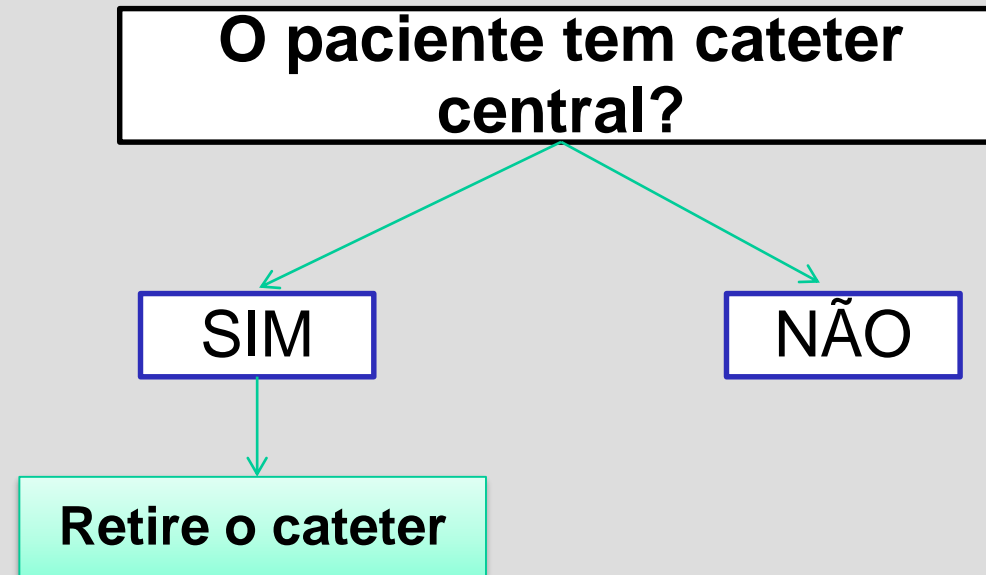 O paciente tem cateter
central?
SIM
NÃO
Retire o cateter